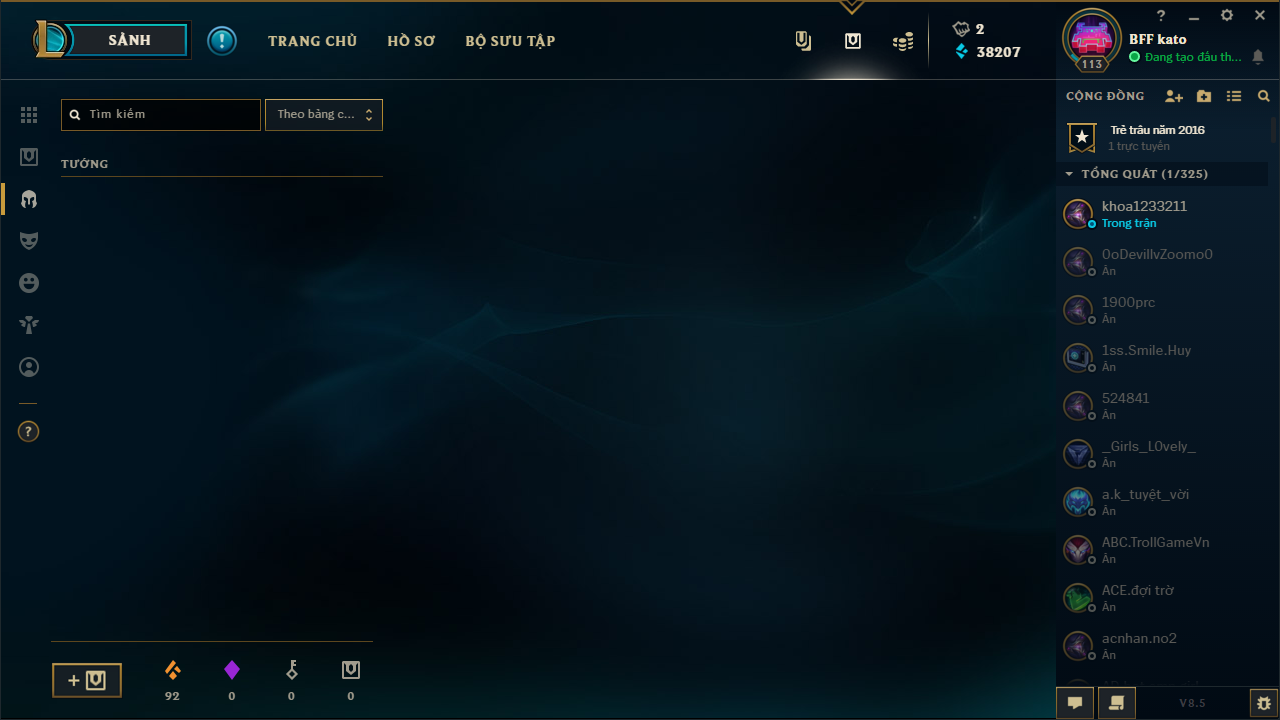 SẢNH
TRANG CHỦ
HỒ SƠ
BỘ SƯU TẬP
2
38207
?
BFF kato
Đang tạo đấu th...
113
CỘNG ĐỒNG
Tìm kiếm
Theo bảng c...
TƯỚNG
Trẻ trâu năm 2016
1 trực tuyến
TỔNG QUÁT (1/325)
khoa1233211
Trong trận
0oDevillvZoomo0
Ẩn
1900prc
Ẩn
1ss.Smile.Huy
Ẩn
524841
Ẩn
_Girls_L0vely_
Ẩn
a.k_tuyệt_vời
Ẩn
ABC.TrollGameVn
Ẩn
ACE.đợi trờ
Ẩn
acnhan.no2
Ẩn
?
+
92
0
0
0
V8.5